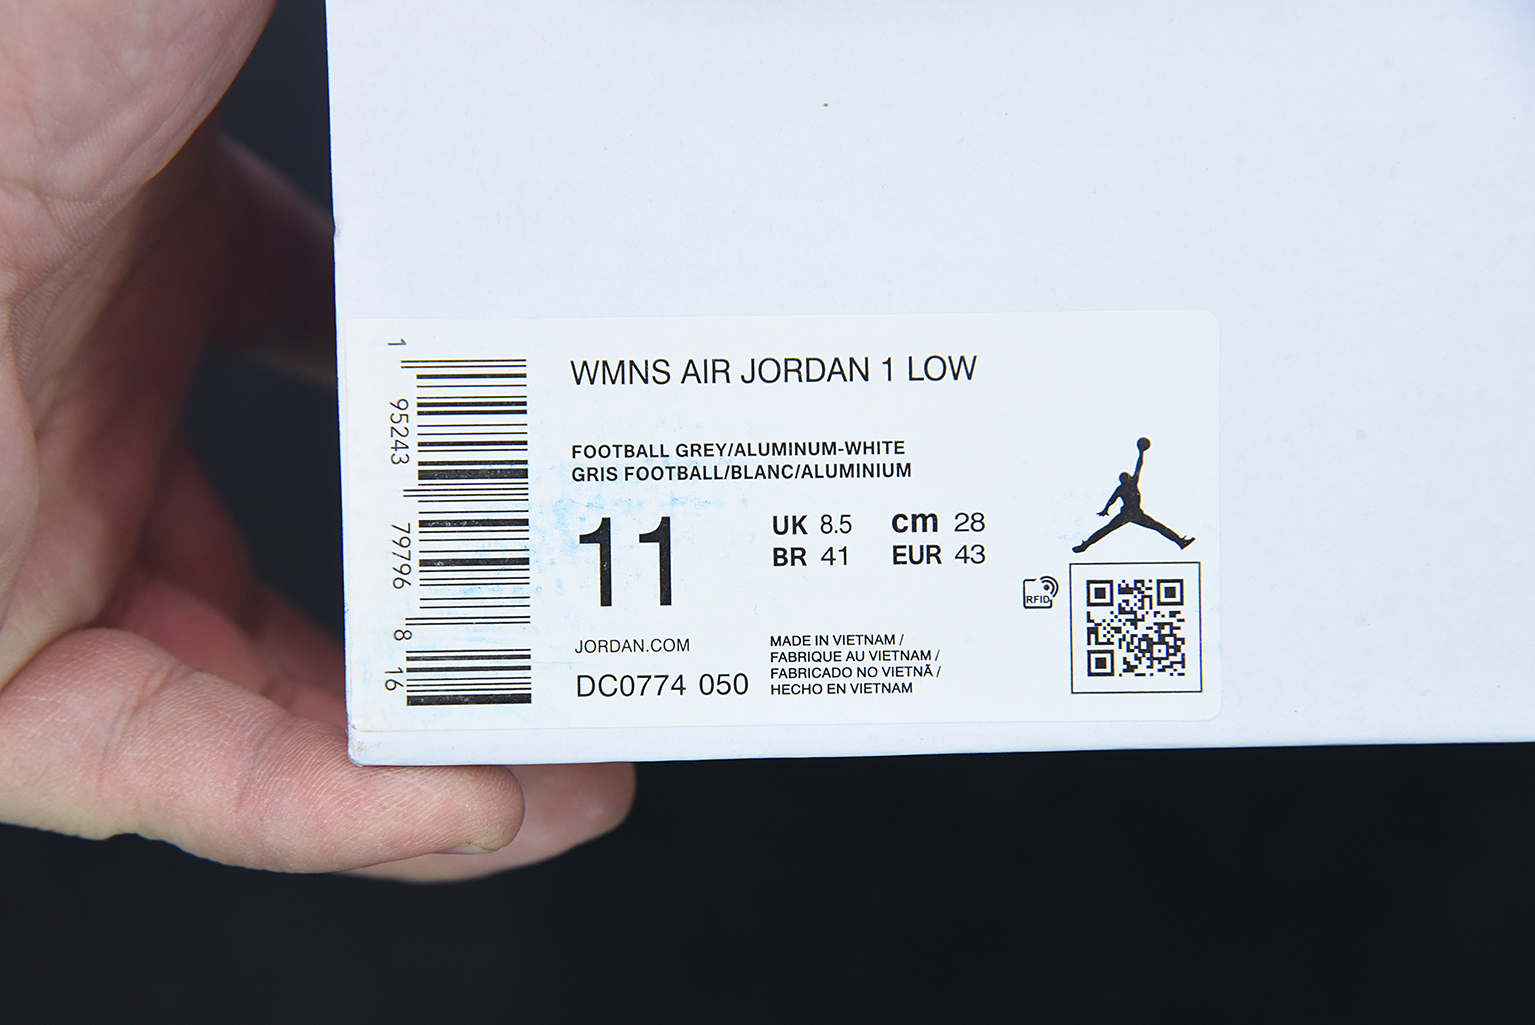 WMNS AIR JORDAN 1 LOW
FOOTBALL GREY/ALUMINUM-WHITE
GRIS FOOTBALL/BLANC/ALUMINIUM
11
UK 8.5 cm 28
BR 41 EUR 43
RFID
JORDAN.COM
DC0774 050
MADE IN VIETNAM /
FABRIQUE AU VIETNAM /
FABRICADO NO VIETNÃ /
HECHO EN VIETNAM
1 95243 79796 8 16